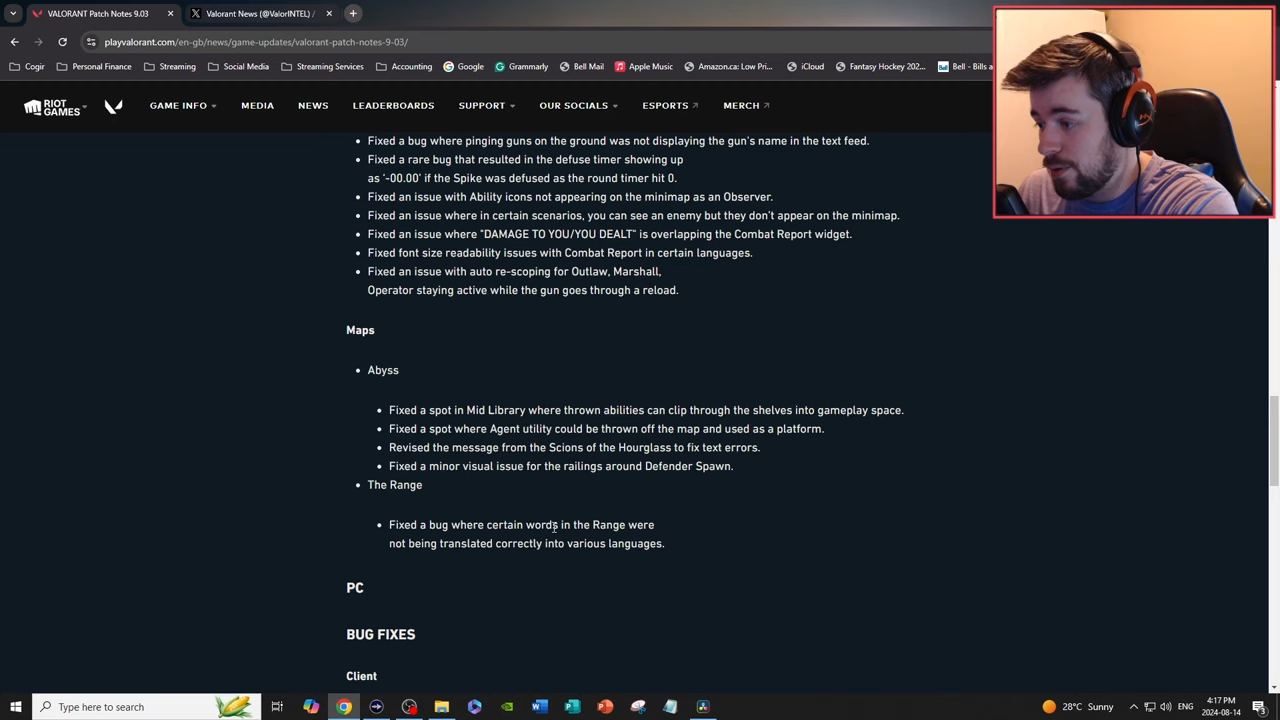 VALORANT Patch Notes 9.03
Valorant News (@ValorINTEL) /
playvalorant.com/en-gb/news/game-updates/valorant-patch-notes-9-03/
Cogir
Personal Finance
Streaming
Social Media
Streaming Services
Accounting
Google
Grammarly
Bell Mail
Apple Music
Amazon.ca: Low Pri...
iCloud
Fantasy Hockey 202...
Bell - Bills a
RIOT GAMES
GAME INFO
MEDIA
NEWS
LEADERBOARDS
SUPPORT
OUR SOCIALS
ESPORTS
MERCH
Fixed a bug where pinging guns on the ground was not displaying the gun's name in the text feed.
Fixed a rare bug that resulted in the defuse timer showing up
as '-00.00' if the Spike was defused as the round timer hit 0.
Fixed an issue with Ability icons not appearing on the minimap as an Observer.
Fixed an issue where in certain scenarios, you can see an enemy but they don't appear on the minimap.
Fixed an issue where "DAMAGE TO YOU/YOU DEALT" is overlapping the Combat Report widget.
Fixed font size readability issues with Combat Report in certain languages.
Fixed an issue with auto re-scoping for Outlaw, Marshall,
Operator staying active while the gun goes through a reload.
Maps
Abyss
Fixed a spot in Mid Library where thrown abilities can clip through the shelves into gameplay space.
Fixed a spot where Agent utility could be thrown off the map and used as a platform.
Revised the message from the Scions of the Hourglass to fix text errors.
Fixed a minor visual issue for the railings around Defender Spawn.
The Range
Fixed a bug where certain words in the Range were
not being translated correctly into various languages.
PC
BUG FIXES
Client
Type here to search
28°C Sunny
ENG
4:17 PM
2024-08-14